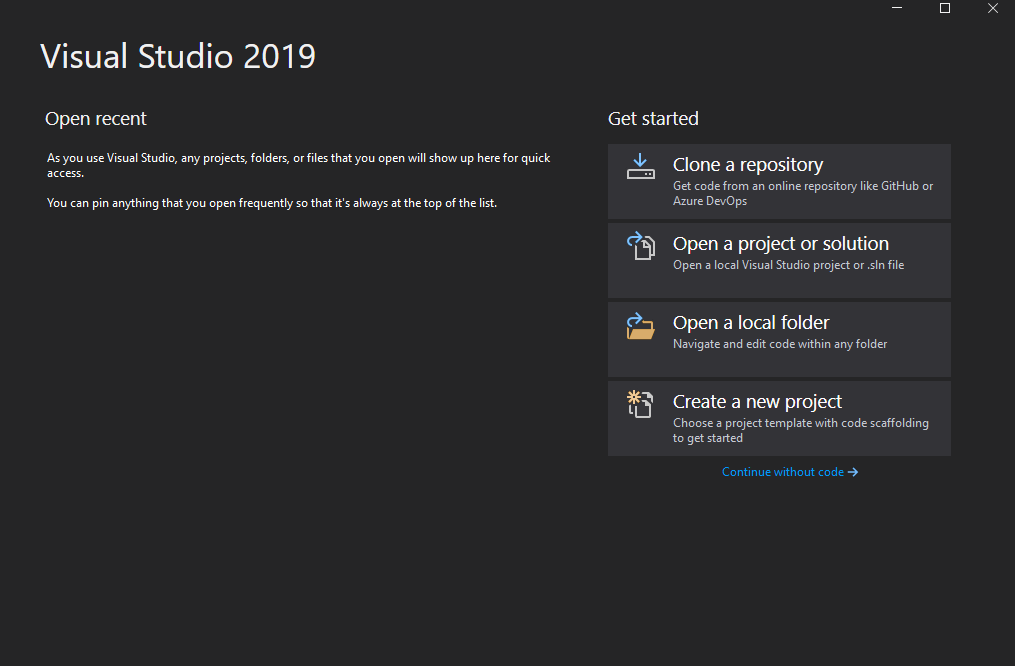 Visual Studio 2019
Open recent
As you use Visual Studio, any projects, folders, or files that you open will show up here for quick
access.
You can pin anything that you open frequently so that it's always at the top of the list.
Get started
Clone a repository
Get code from an online repository like GitHub or
Azure DevOps
Open a project or solution
Open a local Visual Studio project or .sln file
Open a local folder
Navigate and edit code within any folder
Create a new project
Choose a project template with code scaffolding
to get started
Continue without code →